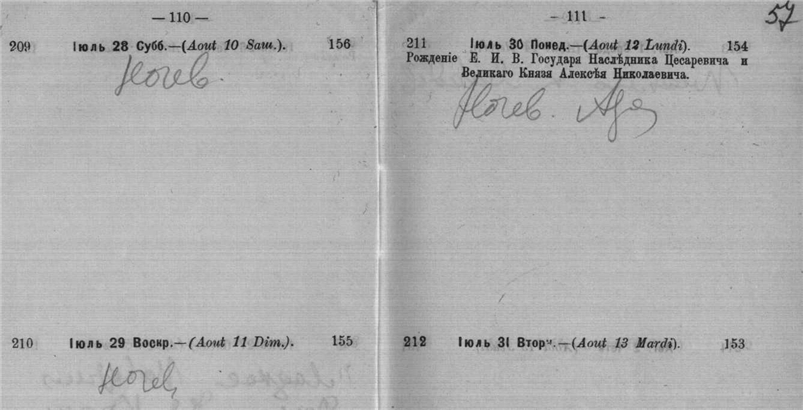 — 110 —
209 Іюль 28 Субб.—(Aout 10 Sam.). 156
Ночев.
210 Іюль 29 Воскр.—(Aout 11 Dim.). 155
Ночев.
— 111 — 57
211 Іюль 30 Понед.—(Aout 12 Lundi). 154
Рожденіе Е. И. В. Государя Наслѣдника Цесаревича и
Великаго Князя Алексѣя Николаевича.
Ночев.
212 Іюль 31 Вторн.—(Aout 13 Mardi). 153